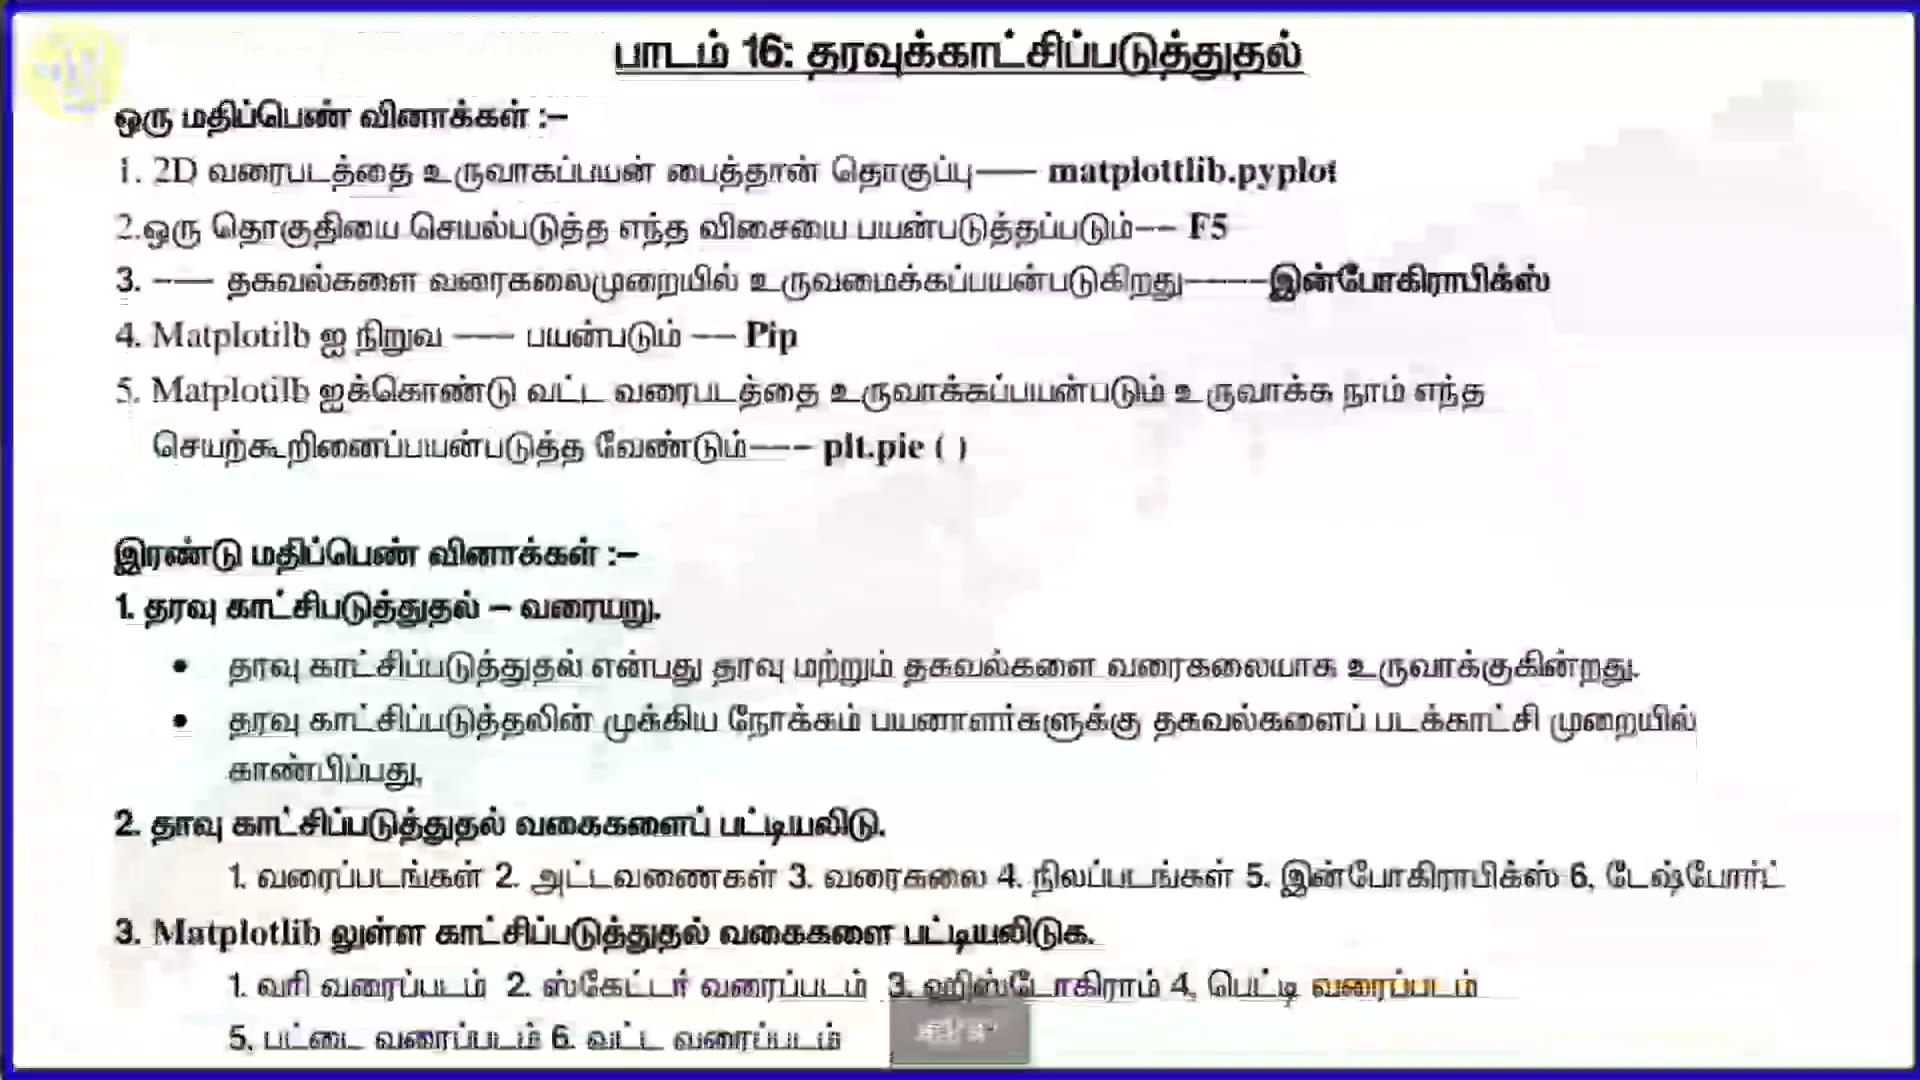 பாடம் 16: தரவுக்காட்சிப்படுத்துதல்
ஒரு மதிப்பெண் வினாக்கள் :–
1. 2D வரைபடத்தை உருவாகப்பயன் பைத்தான் தொகுப்பு—— matplottlib.pyplot
2.ஒரு தொகுதியை செயல்படுத்த எந்த விசையை பயன்படுத்தப்படும்–– F5
3. –—– தகவல்களை வரைகலைமுறையில் உருவமைக்கப்பயன்படுகிறது———இன்போகிராபிக்ஸ்
4. Matplotilb ஐ நிறுவ —— பயன்படும் –— Pip
5. Matplotilb ஐக்கொண்டு வட்ட வரைபடத்தை உருவாக்கப்பயன்படும் உருவாக்க நாம் எந்த
செயற்கூறினைப்பயன்படுத்த வேண்டும்——– plt.pie ( )
இரண்டு மதிப்பெண் வினாக்கள் :–
1. தரவு காட்சிபடுத்துதல் – வரையறு.
• தரவு காட்சிப்படுத்துதல் என்பது தரவு மற்றும் தகவல்களை வரைகலையாக உருவாக்குகின்றது.
• தரவு காட்சிப்படுத்தலின் முக்கிய நோக்கம் பயனாளர்களுக்கு தகவல்களைப் படக்காட்சி முறையில்
காண்பிப்பது.
2. தரவு காட்சிப்படுத்துதல் வகைகளைப் பட்டியலிடு.
1. வரைப்படங்கள் 2. அட்டவணைகள் 3. வரைகலை 4. நிலப்படங்கள் 5. இன்போகிராபிக்ஸ் 6. டேஷ்போர்ட்
3. Matplotlib லுள்ள காட்சிப்படுத்துதல் வகைகளை பட்டியலிடுக.
1. வரி வரைப்படம் 2. ஸ்கேட்டர் வரைப்படம் 3. ஹிஸ்டோகிராம் 4. பெட்டி வரைப்படம்
5. பட்டை வரைப்படம் 6. வட்ட வரைப்படம்